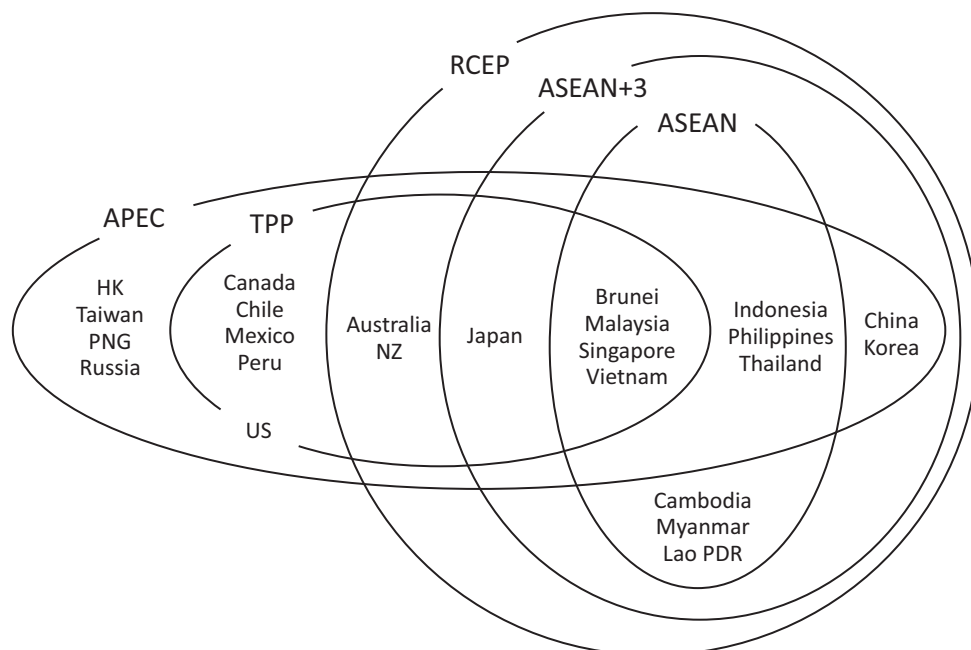 RCEP
ASEAN+3
ASEAN
APEC
TPP
HK
Taiwan
PNG
Russia
Canada
Chile
Mexico
Peru
US
Australia
NZ
Japan
Brunei
Malaysia
Singapore
Vietnam
Indonesia
Philippines
Thailand
China
Korea
Cambodia
Myanmar
Lao PDR